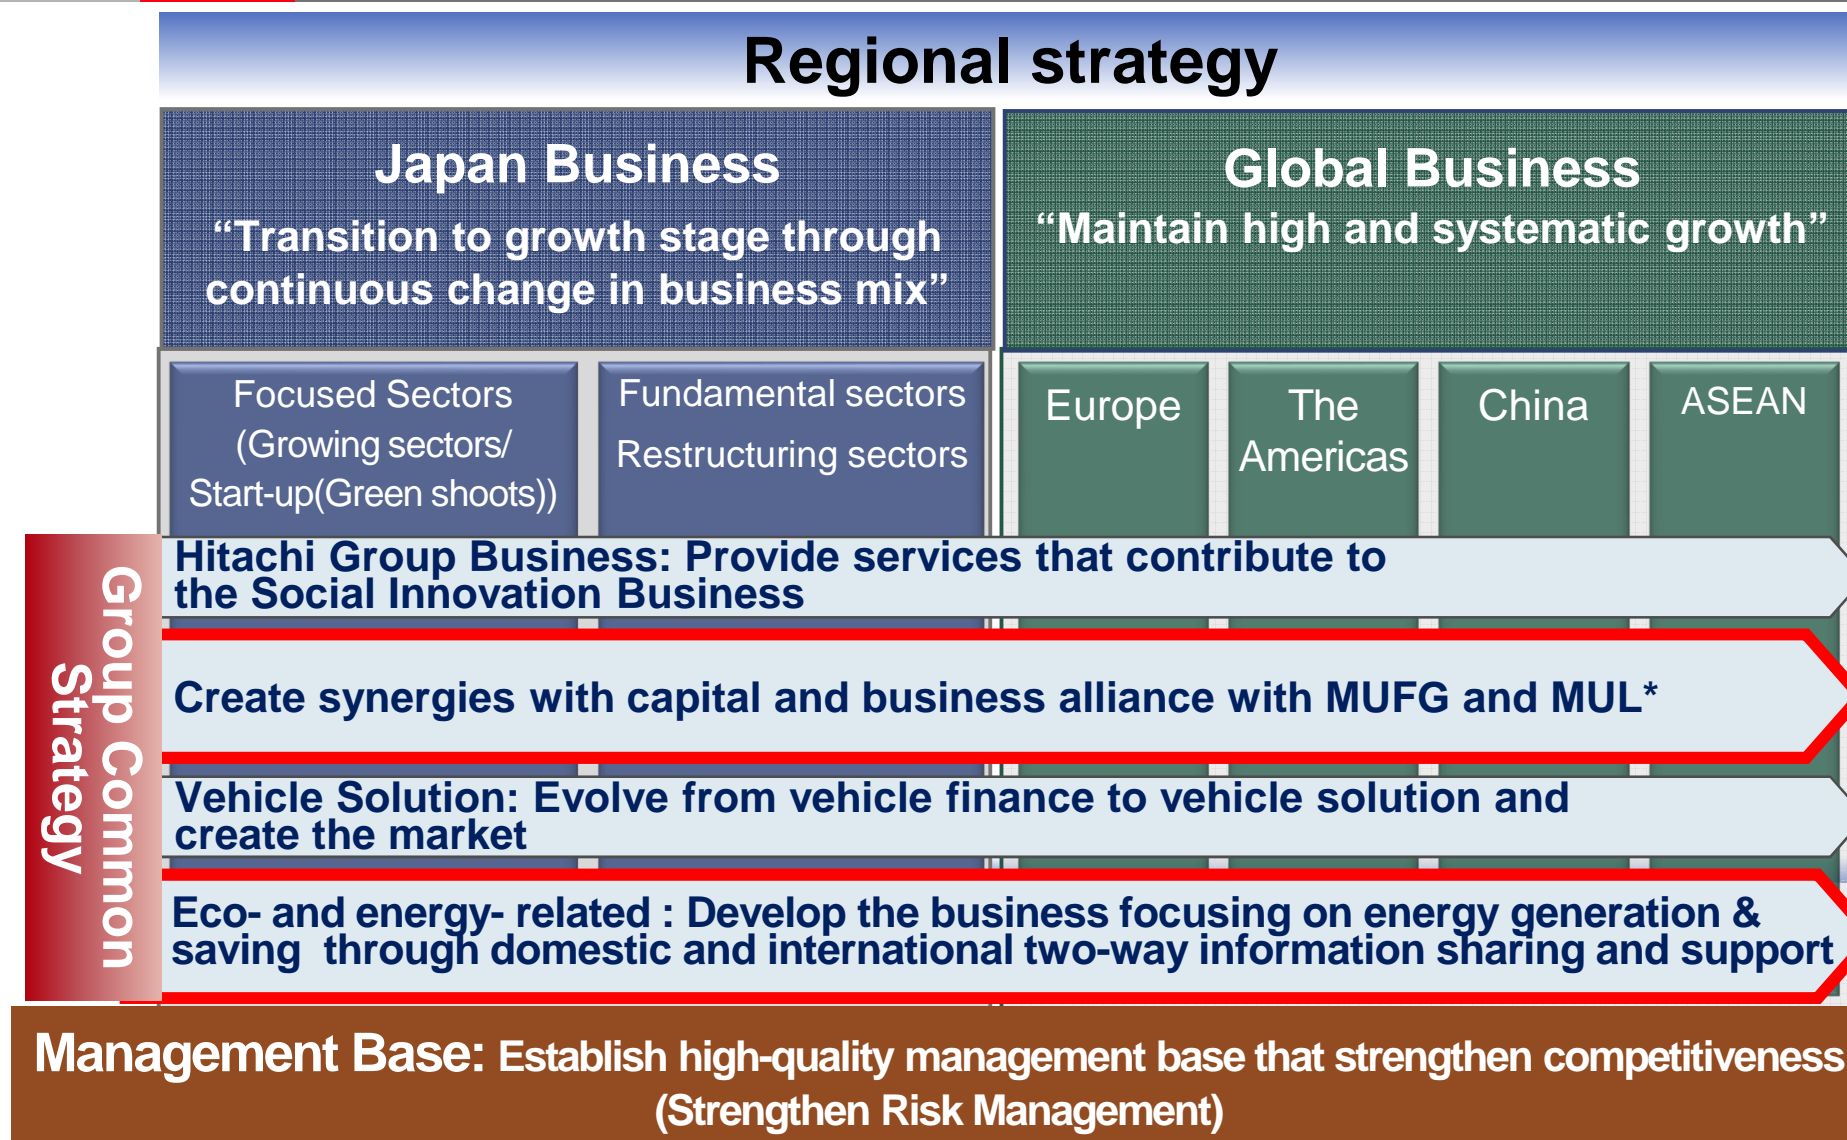 Regional strategy
Japan Business
“Transition to growth stage through
continuous change in business mix”
Global Business
“Maintain high and systematic growth”
Focused Sectors
(Growing sectors/
Start-up(Green shoots))
Fundamental sectors
Restructuring sectors
Europe
The
Americas
China
ASEAN
Group Common
Strategy
Hitachi Group Business: Provide services that contribute to
the Social Innovation Business
Create synergies with capital and business alliance with MUFG and MUL*
Vehicle Solution: Evolve from vehicle finance to vehicle solution and
create the market
Eco- and energy- related : Develop the business focusing on energy generation &
saving through domestic and international two-way information sharing and support
Management Base: Establish high-quality management base that strengthen competitiveness
(Strengthen Risk Management)